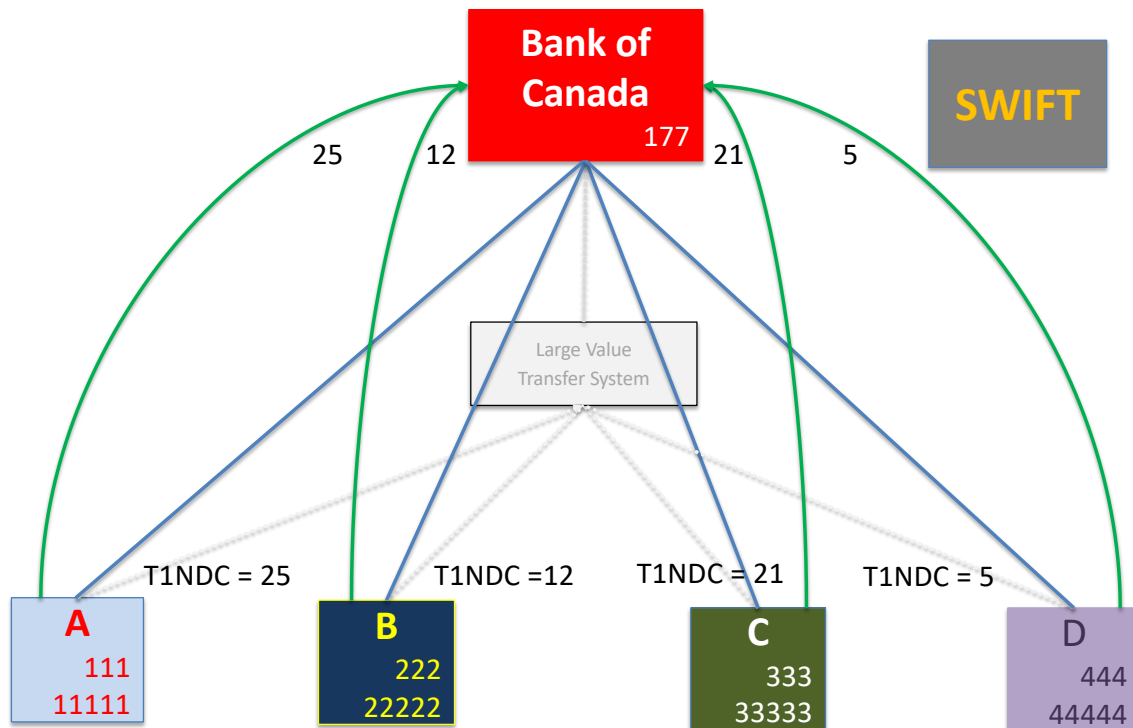 Bank of
Canada
177
SWIFT
25
12
21
5
Large Value
Transfer System
T1NDC = 25
T1NDC =12
T1NDC = 21
T1NDC = 5
A
111
11111
B
222
22222
C
333
33333
D
444
44444